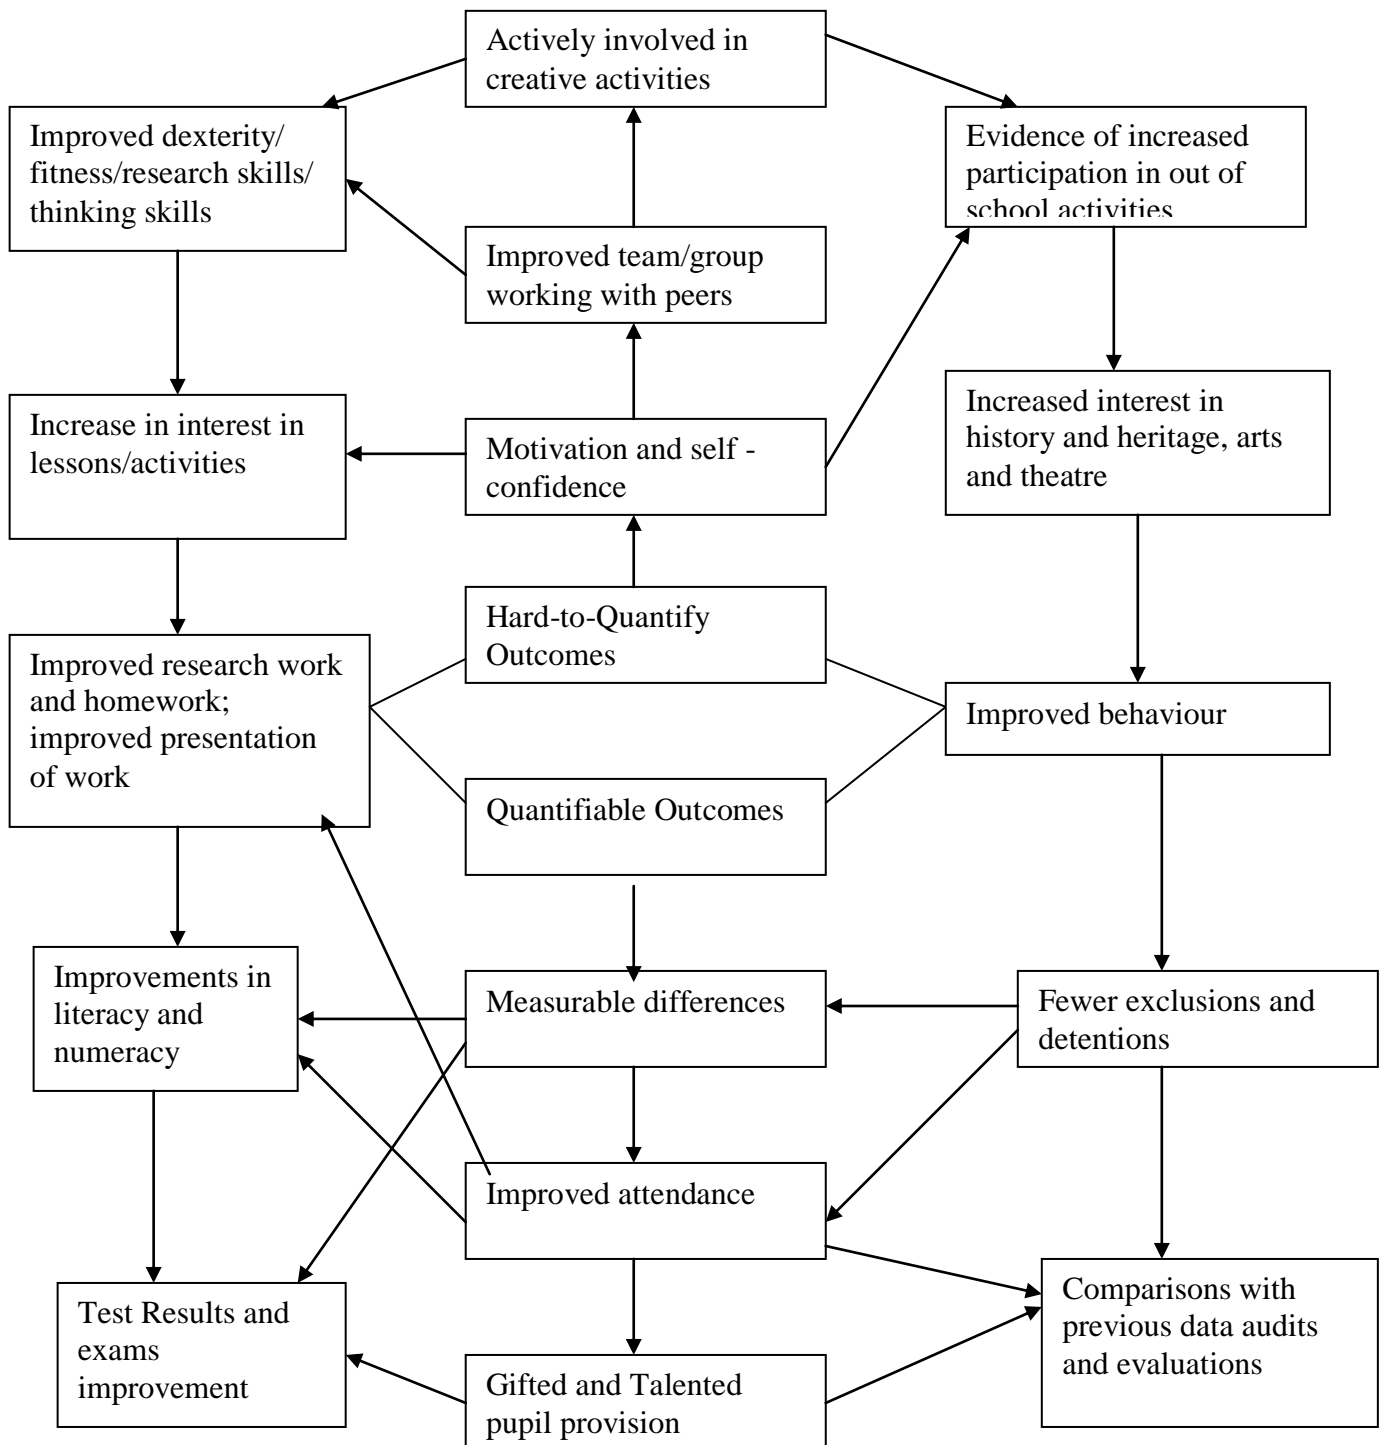 Actively involved in
creative activities
Improved dexterity/
fitness/research skills/
thinking skills
Evidence of increased
participation in out of
school activities
Improved team/group
working with peers
Increase in interest in
lessons/activities
Motivation and self -
confidence
Increased interest in
history and heritage, arts
and theatre
Hard-to-Quantify
Outcomes
Improved research work
and homework;
improved presentation
of work
Improved behaviour
Quantifiable Outcomes
Improvements in
literacy and
numeracy
Measurable differences
Fewer exclusions and
detentions
Improved attendance
Test Results and
exams
improvement
Comparisons with
previous data audits
and evaluations
Gifted and Talented
pupil provision